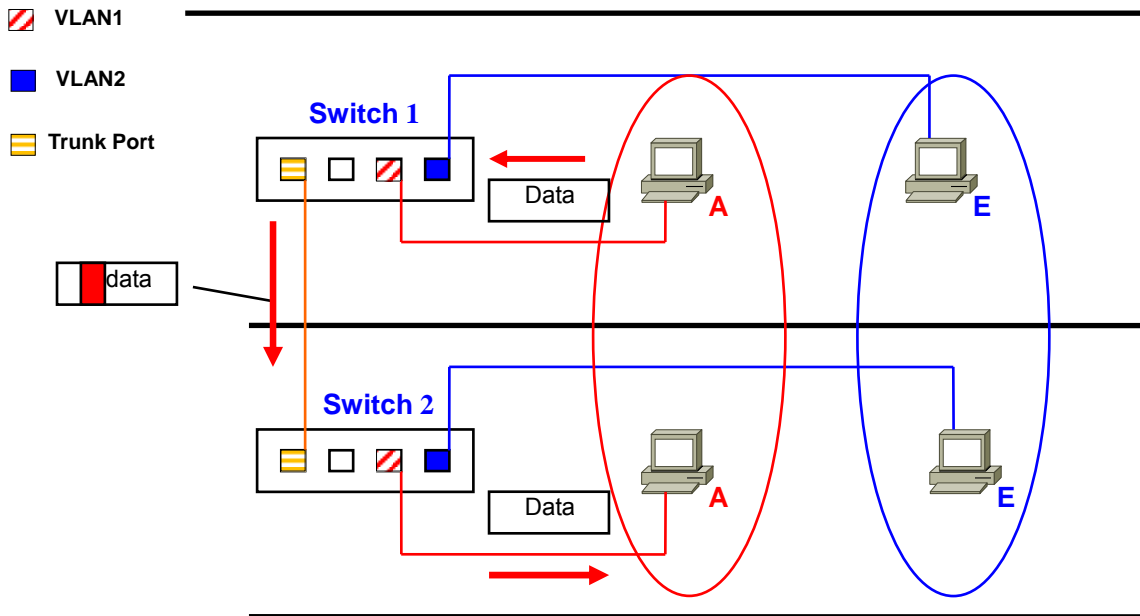 VLAN1
VLAN2
Trunk Port
Switch 1
Data
A
E
data
Switch 2
Data
A
E